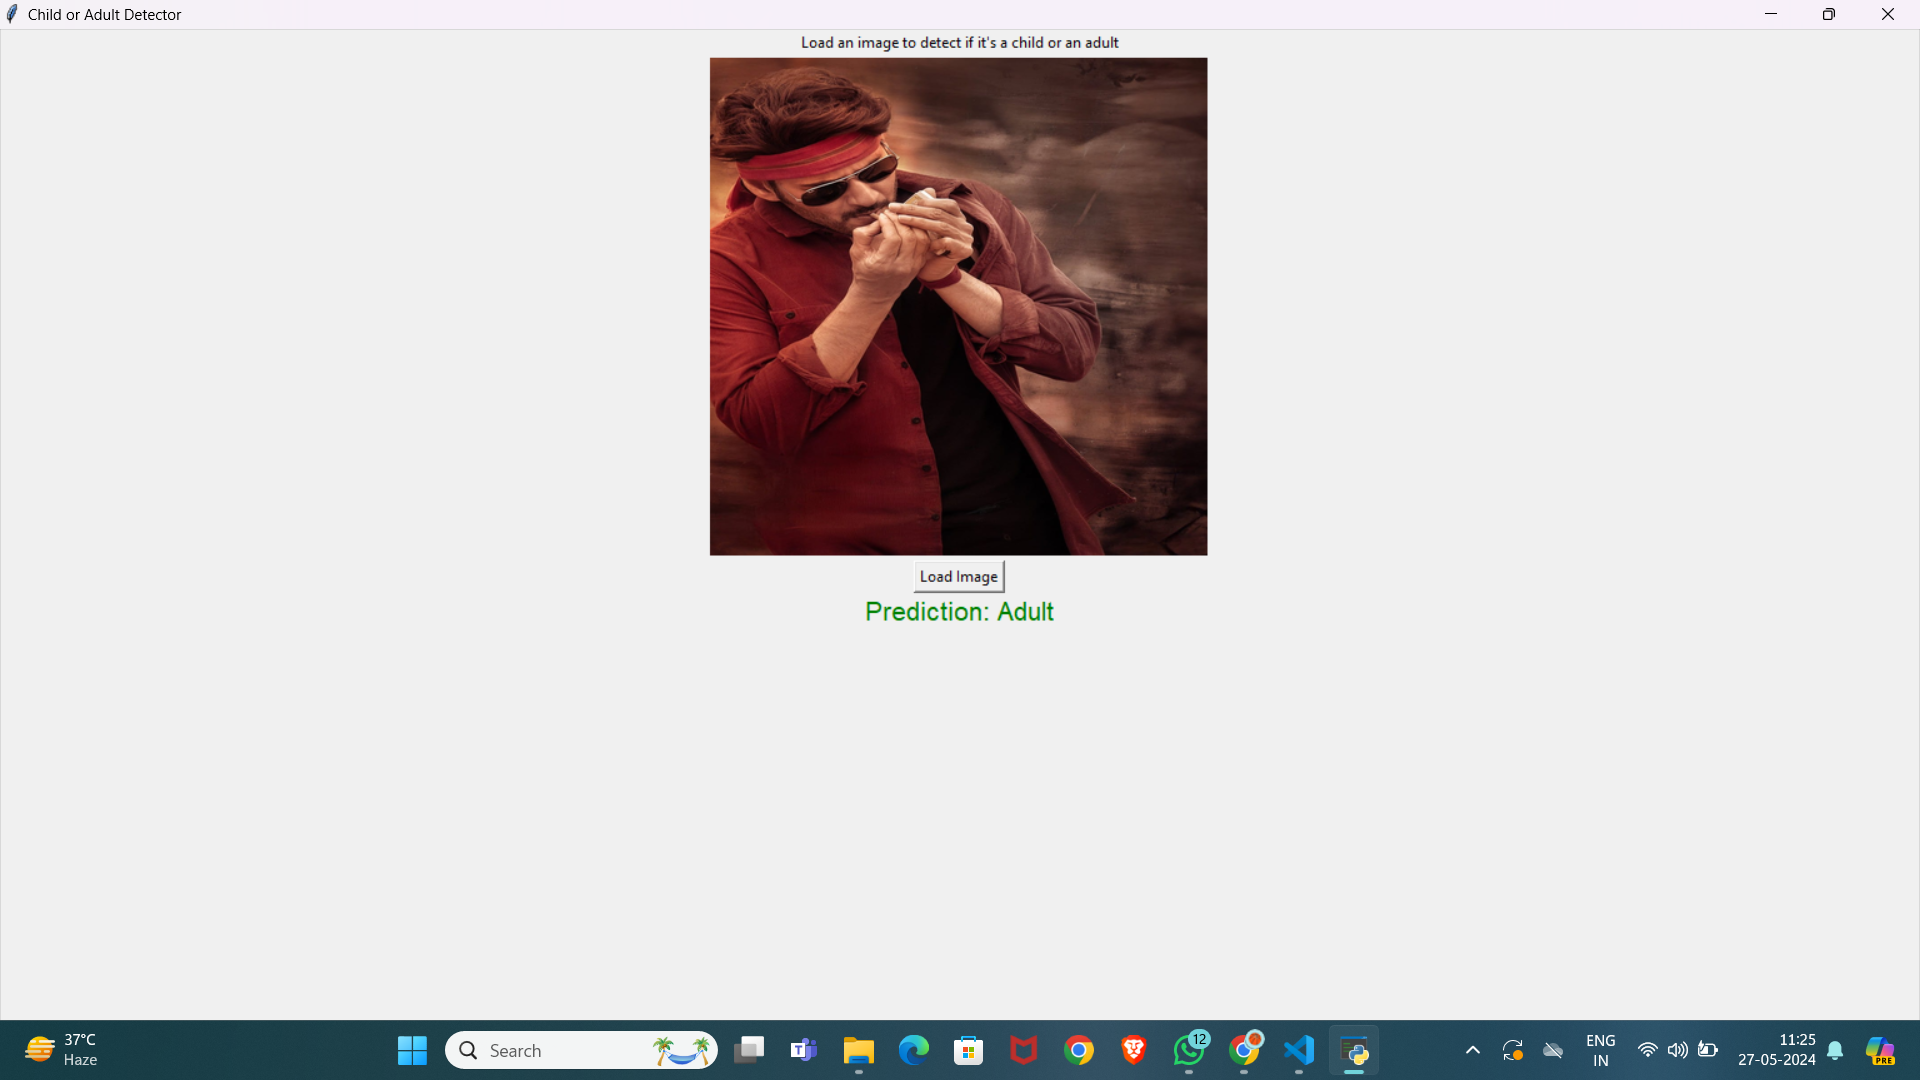 Child or Adult Detector
Load an image to detect if it's a child or an adult
Load Image
Prediction: Adult
37°C
Haze
Search
12
ENG
IN
11:25
27-05-2024
PRE